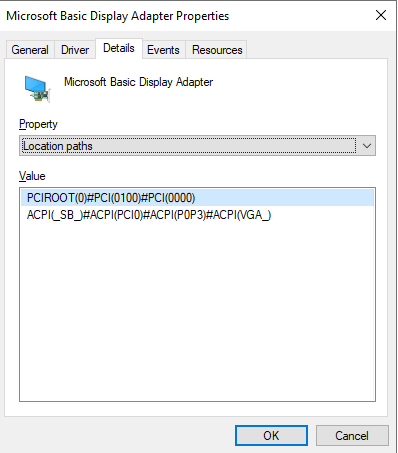 Microsoft Basic Display Adapter Properties
General Driver Details Events Resources
Microsoft Basic Display Adapter
Property
Location paths
Value
PCIROOT(0)#PCI(0100)#PCI(0000)
ACPI(_SB_)#ACPI(PCI0)#ACPI(P0P3)#ACPI(VGA_)
OK Cancel